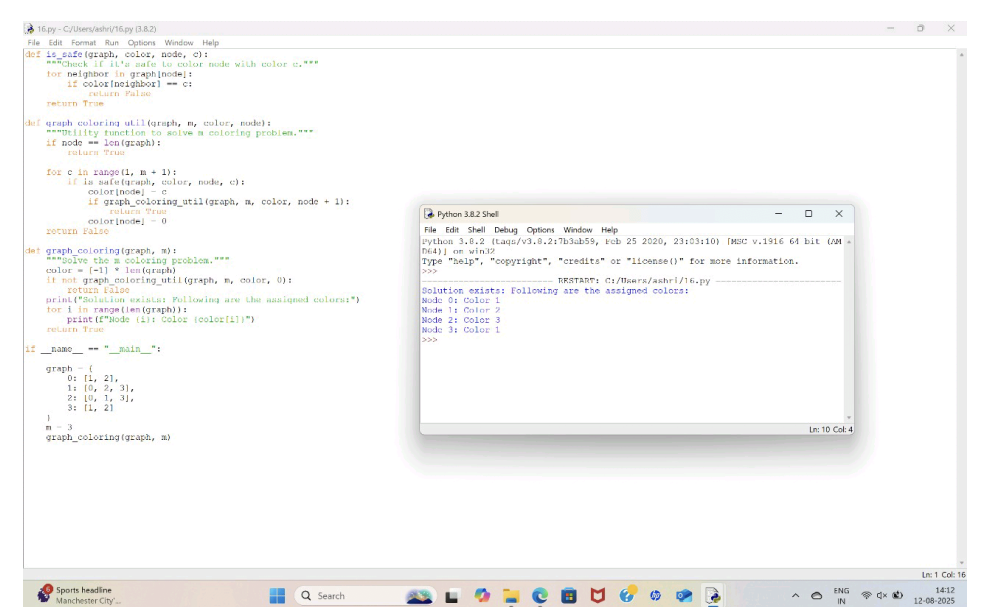 16.py - C:/Users/ashri/16.py (3.8.2)
File Edit Format Run Options Window Help
def is_safe(graph, color, node, c):
    """Check if it's safe to color node with color c."""
    for neighbor in graph[node]:
        if color[neighbor] == c:
            return False
    return True
def graph_coloring_util(graph, m, color, node):
    """Utility function to solve m coloring problem."""
    if node == len(graph):
        return True
    for c in range(1, m + 1):
        if is_safe(graph, color, node, c):
            color[node] = c
            if graph_coloring_util(graph, m, color, node + 1):
                return True
            color[node] = 0
    return False
def graph_coloring(graph, m):
    """Solve the m coloring problem."""
    color = [-1] * len(graph)
    if not graph_coloring_util(graph, m, color, 0):
        return False
    print("Solution exists: Following are the assigned colors:")
    for i in range(len(graph)):
        print(f"Node {i}: Color {color[i]}")
    return True
if __name__ == "__main__":
    graph = {
        0: [1, 2],
        1: [0, 2, 3],
        2: [0, 1, 3],
        3: [1, 2]
    }
    m = 3
    graph_coloring(graph, m)
Python 3.8.2 Shell
File Edit Shell Debug Options Window Help
Python 3.8.2 (tags/v3.8.2:7b3ab59, Feb 25 2020, 23:03:10) [MSC v.1916 64 bit (AM
D64)] on win32
Type "help", "copyright", "credits" or "license()" for more information.
>>>
RESTART: C:/Users/ashri/16.py
Solution exists: Following are the assigned colors:
Node 0: Color 1
Node 1: Color 2
Node 2: Color 3
Node 3: Color 1
>>>
Ln: 10 Col: 4
Ln: 1 Col: 16
Sports headline
Manchester City'...
Search
ENG
IN
14:12
12-08-2025